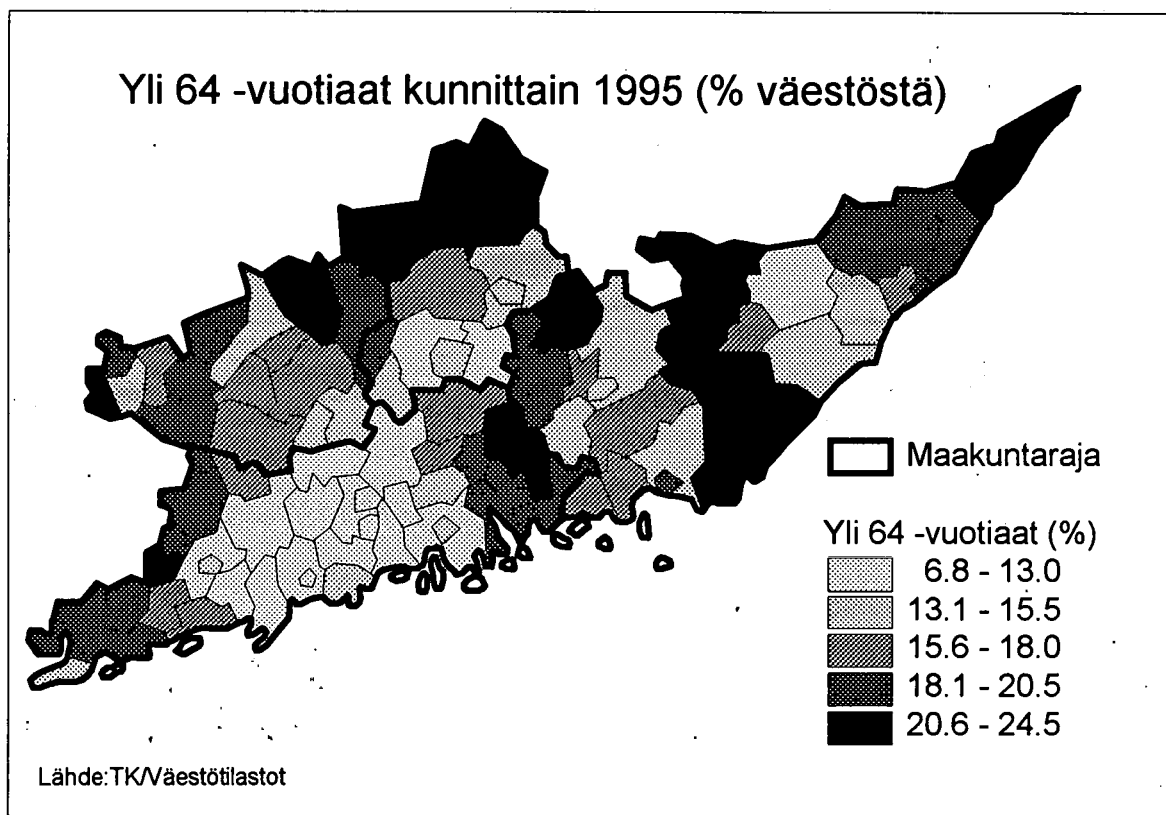 Yli 64 -vuotiaat kunnittain 1995 (% väestöstä)
Maakuntaraja
Yli 64 -vuotiaat (%)
6.8 - 13.0
13.1 - 15.5
15.6 - 18.0
18.1 - 20.5
20.6 - 24.5
Lähde:TK/Väestötilastot